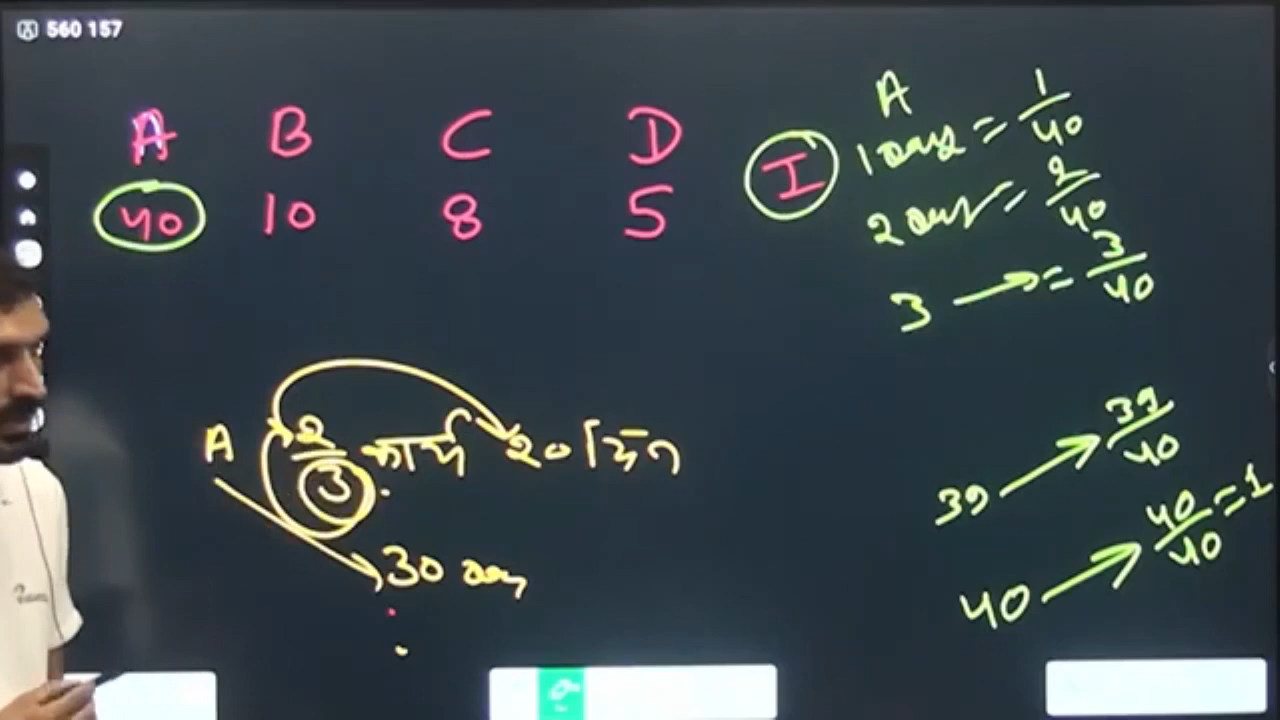 560 157
A B C D
40 10 8 5
I
A
1 day = 1/40
2 day = 2/40
3 → = 3/40
39 → 39/40
40 → 40/40 = 1
A 2/3 कार्य 20 दिन
30 day